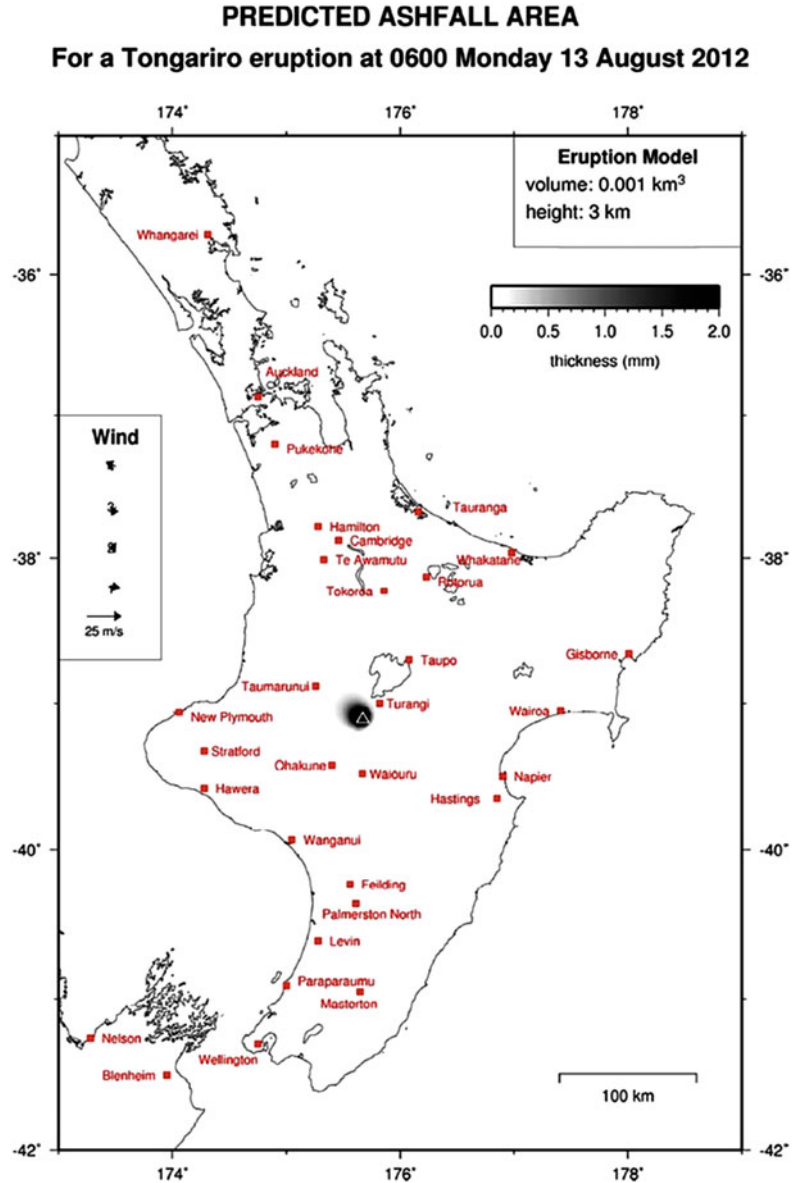 PREDICTED ASHFALL AREA
For a Tongariro eruption at 0600 Monday 13 August 2012
174° 176° 178°
Eruption Model
volume: 0.001 km³
height: 3 km
Whangarei
-36° -36°
0.0 0.5 1.0 1.5 2.0
thickness (mm)
Auckland
Wind
Pukekohe
Tauranga
Hamilton
Cambridge
-38° -38°
Te Awamutu
Whakatane
Rotorua
Tokoroa
25 m/s
Gisborne
Taupo
Taumarunui
Turangi
New Plymouth
Wairoa
Stratford
Ohakune
Waiouru
Napier
Hawera
Hastings
Wanganui
-40° -40°
Feilding
Palmerston North
Levin
Paraparaumu
Masterton
Nelson
Wellington
Blenheim
100 km
-42° -42°
174° 176° 178°